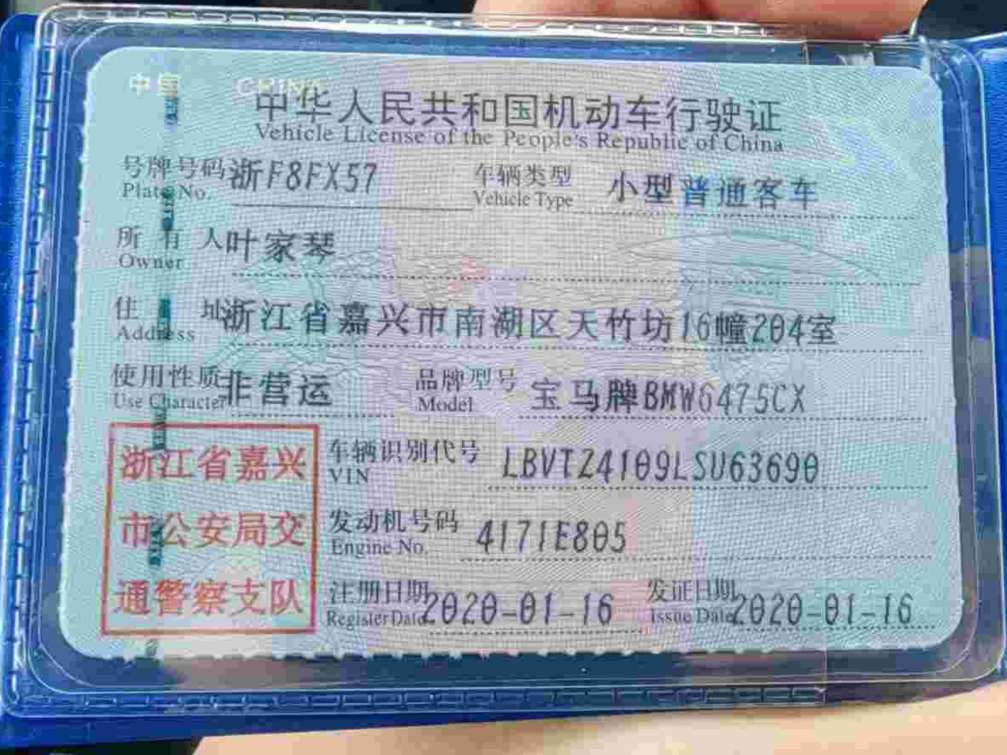 中国 CHINA
中华人民共和国机动车行驶证
Vehicle License of the People's Republic of China
号牌号码 浙F8FX57 车辆类型 小型普通客车
Plate No. Vehicle Type
所有人 叶家琴
Owner
住址 浙江省嘉兴市南湖区天竹坊16幢204室
Address
使用性质 非营运 品牌型号 宝马牌BMW6475CX
Use Character Model
浙江省嘉兴
市公安局交
通警察支队
车辆识别代号 LBVTZ4109LSU63690
VIN
发动机号码 4171E805
Engine No.
注册日期 2020-01-16 发证日期 2020-01-16
Register Date Issue Date